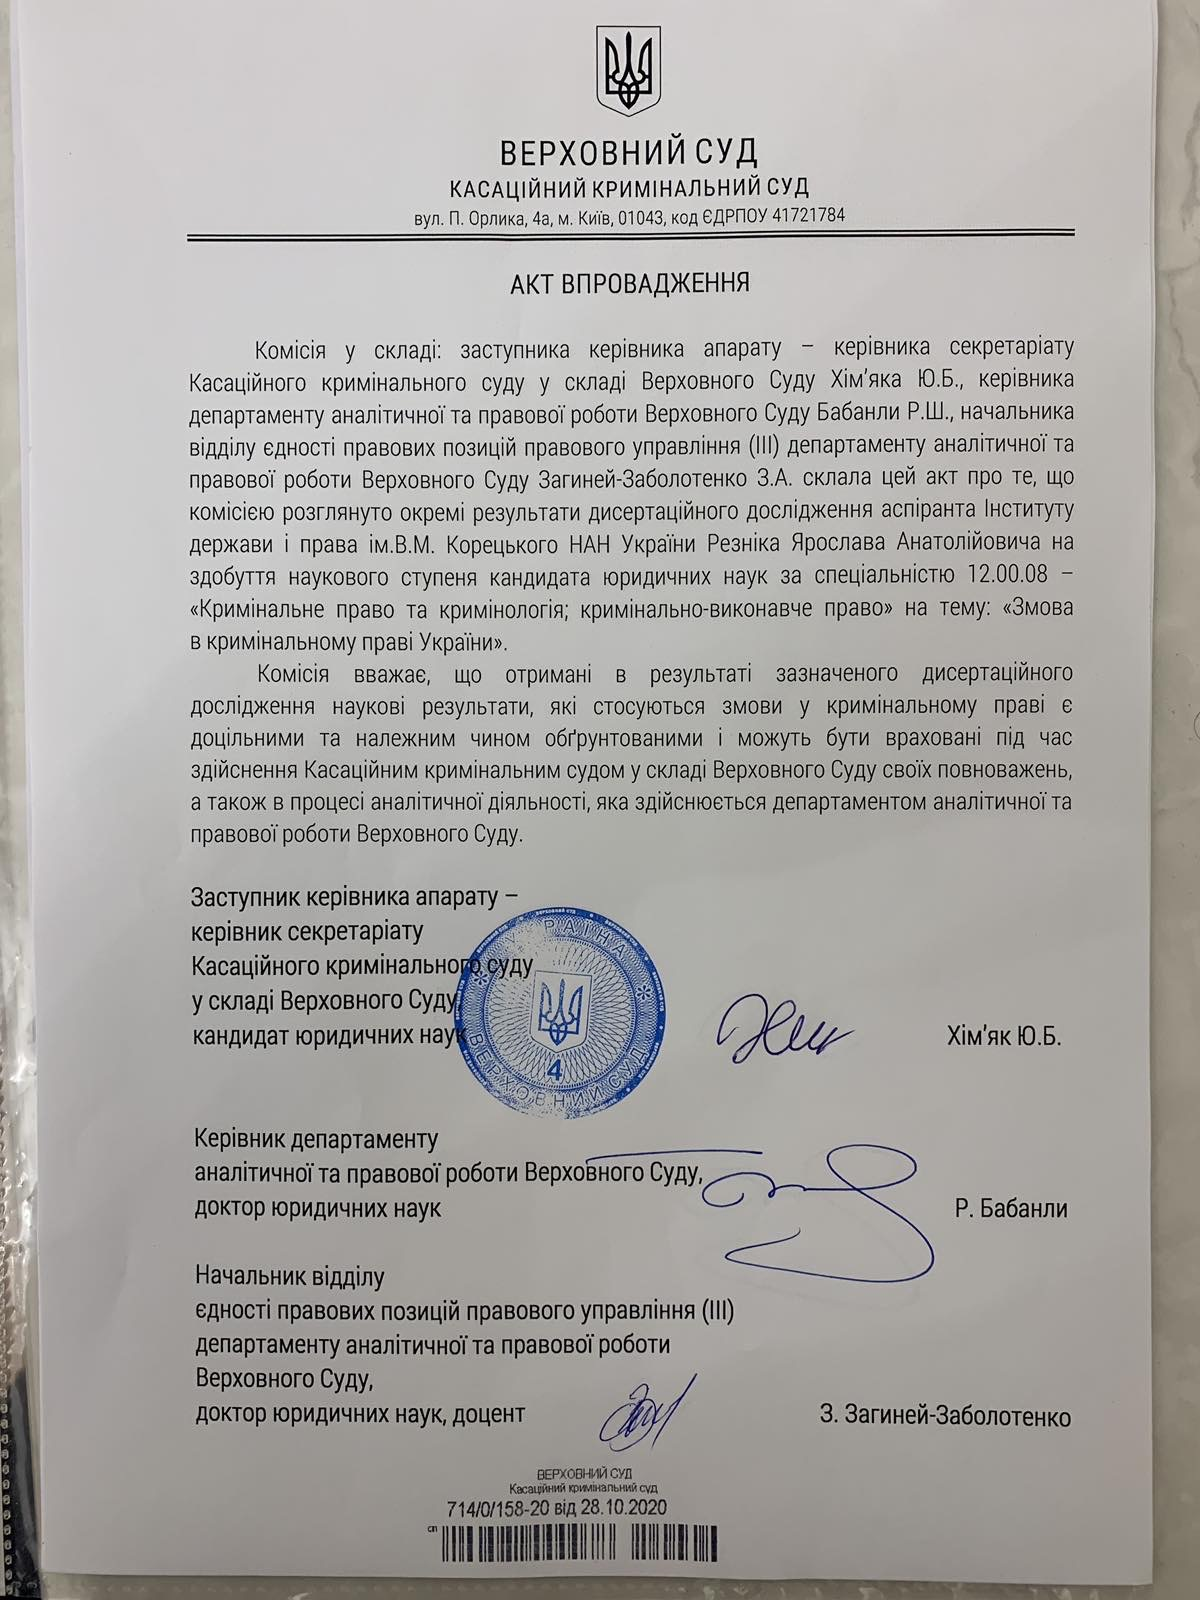 ВЕРХОВНИЙ СУД
КАСАЦІЙНИЙ КРИМІНАЛЬНИЙ СУД
вул. П. Орлика, 4а, м. Київ, 01043, код ЄДРПОУ 41721784
АКТ ВПРОВАДЖЕННЯ
Комісія у складі: заступника керівника апарату – керівника секретаріату
Касаційного кримінального суду у складі Верховного Суду Хім’яка Ю.Б., керівника
департаменту аналітичної та правової роботи Верховного Суду Бабанли Р.Ш., начальника
відділу єдності правових позицій правового управління (ІІІ) департаменту аналітичної та
правової роботи Верховного Суду Загиней-Заболотенко З.А. склала цей акт про те, що
комісією розглянуто окремі результати дисертаційного дослідження аспіранта Інституту
держави і права ім.В.М. Корецького НАН України Резніка Ярослава Анатолійовича на
здобуття наукового ступеня кандидата юридичних наук за спеціальністю 12.00.08 –
«Кримінальне право та кримінологія; кримінально-виконавче право» на тему: «Змова
в кримінальному праві України».
Комісія вважає, що отримані в результаті зазначеного дисертаційного
дослідження наукові результати, які стосуються змови у кримінальному праві є
доцільними та належним чином обґрунтованими і можуть бути враховані під час
здійснення Касаційним кримінальним судом у складі Верховного Суду своїх повноважень,
а також в процесі аналітичної діяльності, яка здійснюється департаментом аналітичної та
правової роботи Верховного Суду.
Заступник керівника апарату –
керівник секретаріату
Касаційного кримінального суду
у складі Верховного Суду
кандидат юридичних наук
Хім’як Ю.Б.
УКРАЇНА
ВЕРХОВНИЙ СУД
4
Керівник департаменту
аналітичної та правової роботи Верховного Суду,
доктор юридичних наук
Р. Бабанли
Начальник відділу
єдності правових позицій правового управління (ІІІ)
департаменту аналітичної та правової роботи
Верховного Суду,
доктор юридичних наук, доцент
З. Загиней-Заболотенко
ВЕРХОВНИЙ СУД
Касаційний кримінальний суд
714/0/158-20 від 28.10.2020